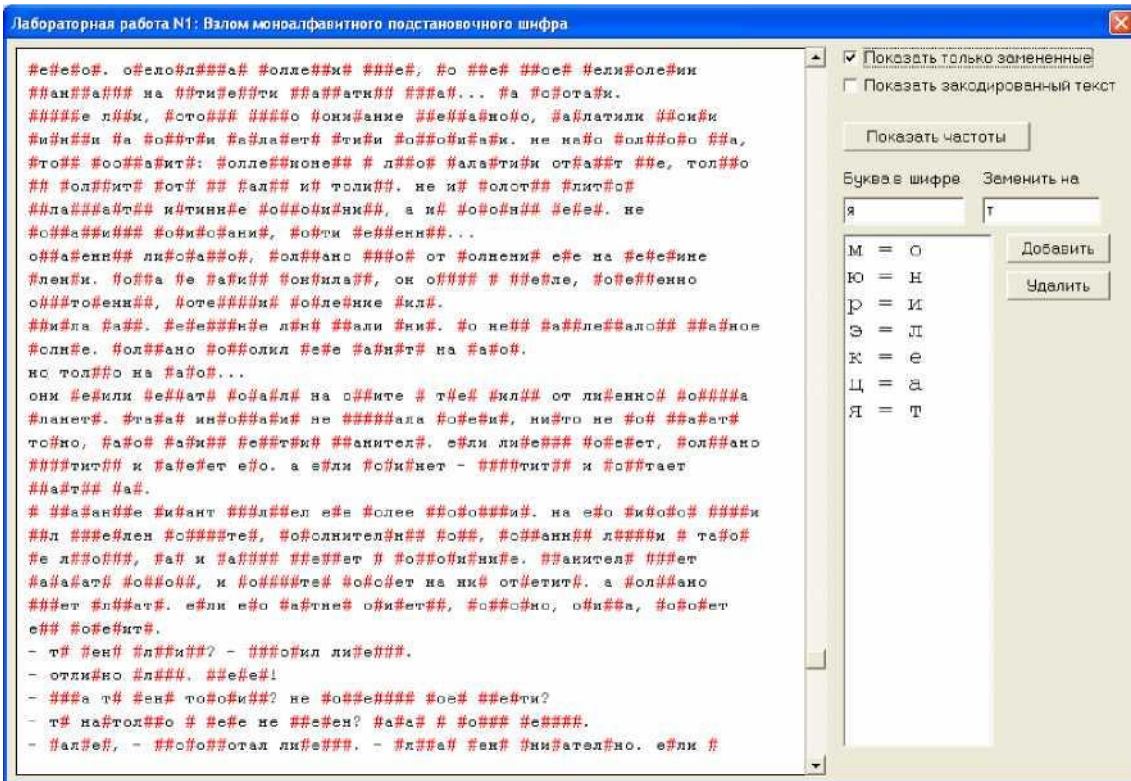 Лабораторная работа N1: Взлом моноалфавитного подстановочного шифра
#е#е#о#. о#ело#л###а# #олле##и# ###е#, #о ##е# ##ое# #ели#оле#ии
##ан##а### на ##ти#е##ти ##а##атн## ###а#... #а #о#ота#и.
#####е л##и, #сто### ####о #они#ание ##е##а#но#о, #а#латили ##ои#и
#и#н##и #а #о##т#и #а#ла#ет# #ти#и #о##о#и#а#и. не на#о #ол##о#о ##а,
#то## #оо##а#ит#: #олле##ионе## # л##о# #ала#ти#и от#а##т ##е, тол##о
## #ол##ит# #от# ## #ал## и# толи##. не и# #олот## #лит#о#
##ла###а#т## и#тинн#е #о##о#и#ни##, а и# #о#о#н## #е#е#. не
#о##а##и### #о#и#о#ани#, #о#ти #е##енн##...
о##а#енн## ли#о#а##о#, #ол##ано ###о# от #олнени# е#е на #е#е#ине
#лен#и. #о##а #е #а#и## #он#ила##, он о#### # ##е#ле, #о#е##енно
о###то#енн##, #оте####и# #о#ле#ние #ил#.
##и#ла #а##. #е#е###н#е л#н# ##али #ни#. #о не## #а##ле##ало## ##а#ное
#олн#е. #ол##ано #о##олил #е#е #а#н#т# на #а#о#.
но тол##о на #а#о#...
они #е#или #е##ат# #о#а#л# на о##ите # т#е# #ил## от ли#енно# #о####а
#ланет#. #та#а# ин#о##а#и# не #####ала #о#е#и#, ни#то не #о# ##а#ат#
то#но, #а#о# #а#и## #е##т#и# ##анител#. е#ли ли#е### #о#е#ет, #ол##ано
####тит## и #а#е#ет е#о. а е#ли #о#и#нет - ####тит## и #о##тает
##а#т## #а#.
# ##а#ан##е #и#ант ###л##ел е#е #олее ##о#о###и#. на е#о #и#о#о# ####и
##л ###е#лен #о####те#, #о#олнител#н## #о##, #о##анн## л####и # та#о#
#е л##о###, #а# и #а#### ##е##ет # #о##о#и#ни#е. ##анител# ###ет
#а#а#ат# #о##о##, и #о####те# #о#о#ет на ни# от#етит#. а #ол##ано
###ет #л##ат#. е#ли е#о #а#тне# о#и#ет##, #о##о#но, о#и##а, #о#о#ет
е## #о#е#ит#.
- т# #ен# #л##и##? - ###о#ил ли#е###.
- отли#но #л###. ##е#е#!
- ###а т# #ен# то#о#и##? не #о##е#### #ое# ##е#ти?
- т# на#тол##о # #е#е не ##е#ен? #а#а# # #о### #е####.
- #ал#е#, - ##о#о##отал ли#е###. - #л##а# #ен# #ни#ател#но. е#ли #
Показать только замененные
Показать закодированный текст
Показать частоты
Буква в шифре Заменить на
я т
м = о
ю = н
р = и
э = л
к = е
ц = а
я = т
Добавить
Удалить